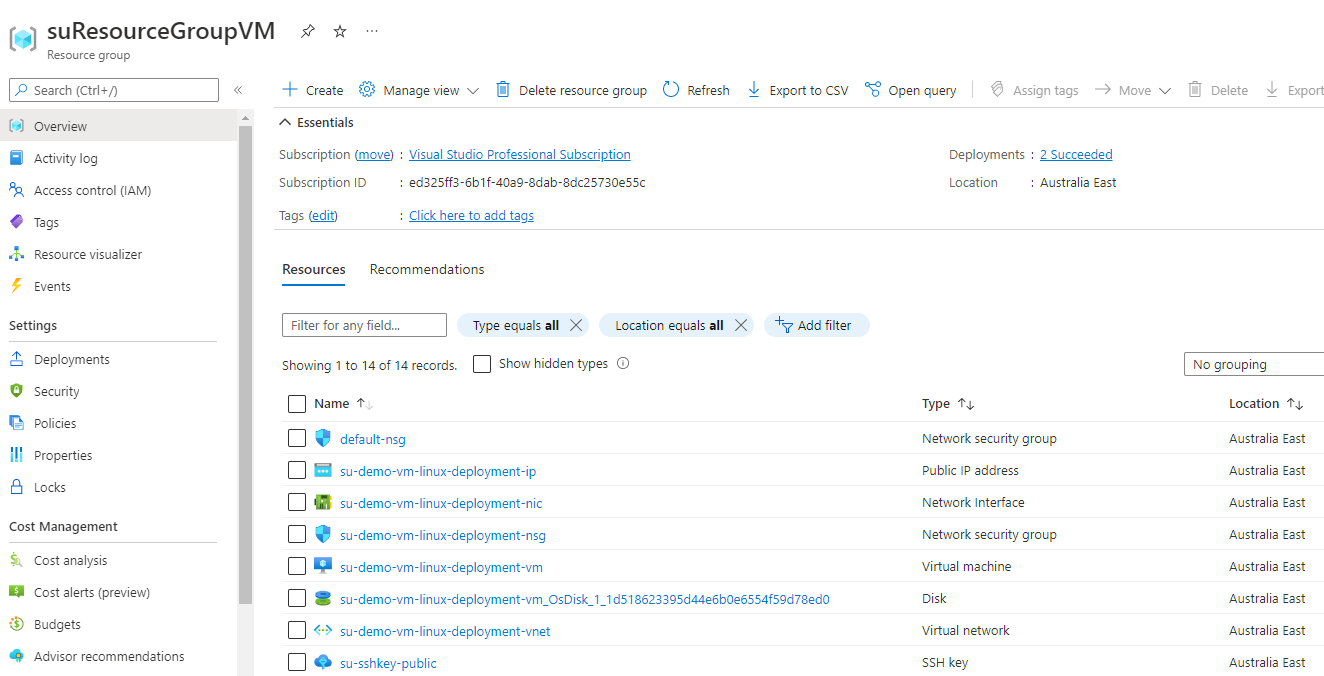 suResourceGroupVM
Resource group
Search (Ctrl+/)
Overview
Activity log
Access control (IAM)
Tags
Resource visualizer
Events
Settings
Deployments
Security
Policies
Properties
Locks
Cost Management
Cost analysis
Cost alerts (preview)
Budgets
Advisor recommendations
Create Manage view Delete resource group Refresh Export to CSV Open query Assign tags Move Delete Export
Essentials
Subscription (move) : Visual Studio Professional Subscription Deployments : 2 Succeeded
Subscription ID : ed325ff3-6b1f-40a9-8dab-8dc25730e55c Location : Australia East
Tags (edit) : Click here to add tags
Resources Recommendations
Filter for any field... Type equals all Location equals all Add filter
Showing 1 to 14 of 14 records. Show hidden types No grouping
Name Type Location
default-nsg Network security group Australia East
su-demo-vm-linux-deployment-ip Public IP address Australia East
su-demo-vm-linux-deployment-nic Network Interface Australia East
su-demo-vm-linux-deployment-nsg Network security group Australia East
su-demo-vm-linux-deployment-vm Virtual machine Australia East
su-demo-vm-linux-deployment-vm_OsDisk_1_1d518623395d44e6b0e6554f59d78ed0 Disk Australia East
su-demo-vm-linux-deployment-vnet Virtual network Australia East
su-sshkey-public SSH key Australia East